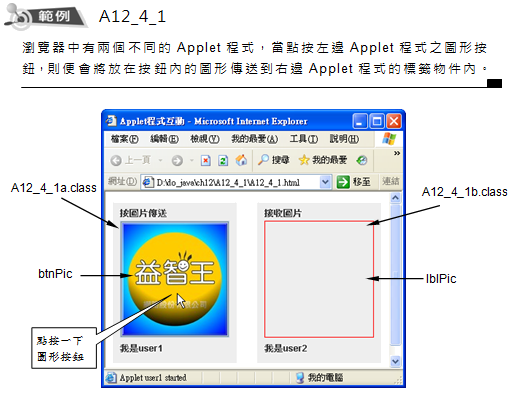 範例 A12_4_1
瀏覽器中有兩個不同的 Applet 程式，當點按左邊 Applet 程式之圖形按
鈕，則便會將放在按鈕內的圖形傳送到右邊 Applet 程式的標籤物件內。
Applet程式互動 - Microsoft Internet Explorer
檔案(F) 編輯(E) 檢視(V) 我的最愛(A) 工具(T) 說明(H)
上一頁 搜尋 我的最愛
網址(D) D:\do_java\ch12\A12_4_1\A12_4_1.html 移至 連結
A12_4_1a.class
A12_4_1b.class
按圖片傳送 接收圖片
益智王
btnPic
lblPic
點按一下
圖形按鈕
我是user1 我是user2
Applet user1 started 我的電腦